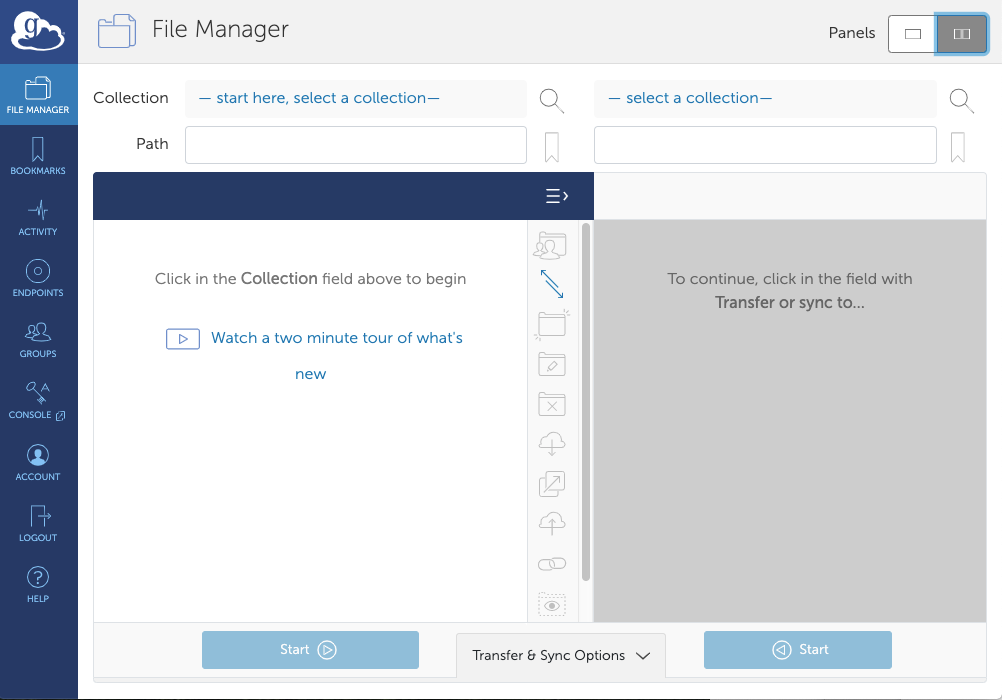 g
File Manager
Panels
FILE MANAGER
BOOKMARKS
ACTIVITY
ENDPOINTS
GROUPS
CONSOLE
ACCOUNT
LOGOUT
HELP
Collection
— start here, select a collection—
— select a collection—
Path
Click in the Collection field above to begin
Watch a two minute tour of what's
new
To continue, click in the field with
Transfer or sync to...
Start
Transfer & Sync Options
Start